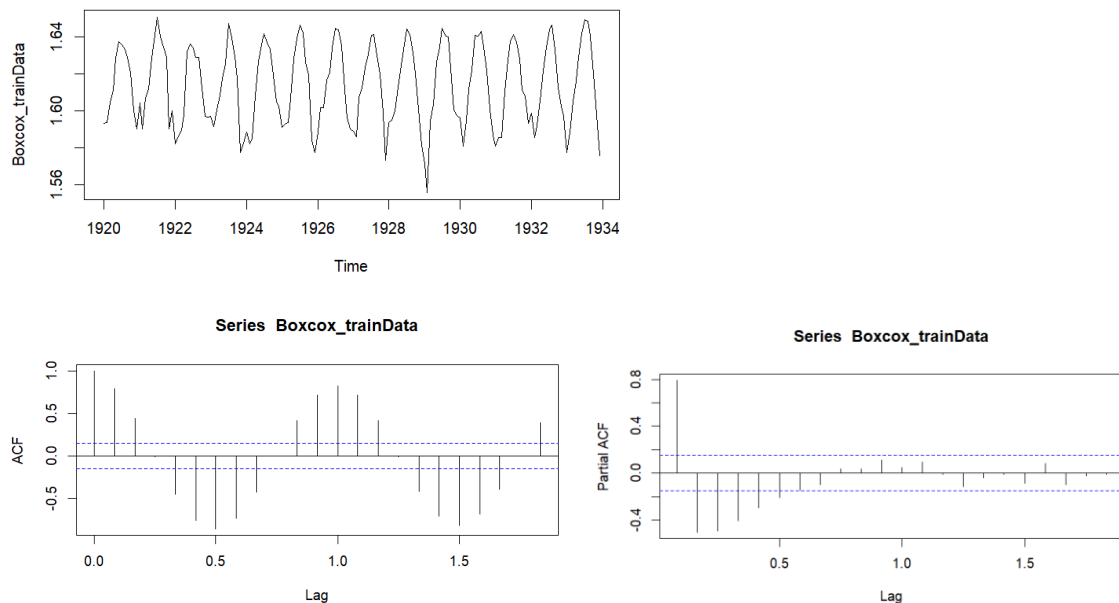 Boxcox_trainData
1.56 1.60 1.64
1920 1922 1924 1926 1928 1930 1932 1934
Time
Series Boxcox_trainData
ACF
-0.5 0.0 0.5 1.0
0.0 0.5 1.0 1.5
Lag
Series Boxcox_trainData
Partial ACF
-0.4 0.0 0.4 0.8
0.5 1.0 1.5
Lag